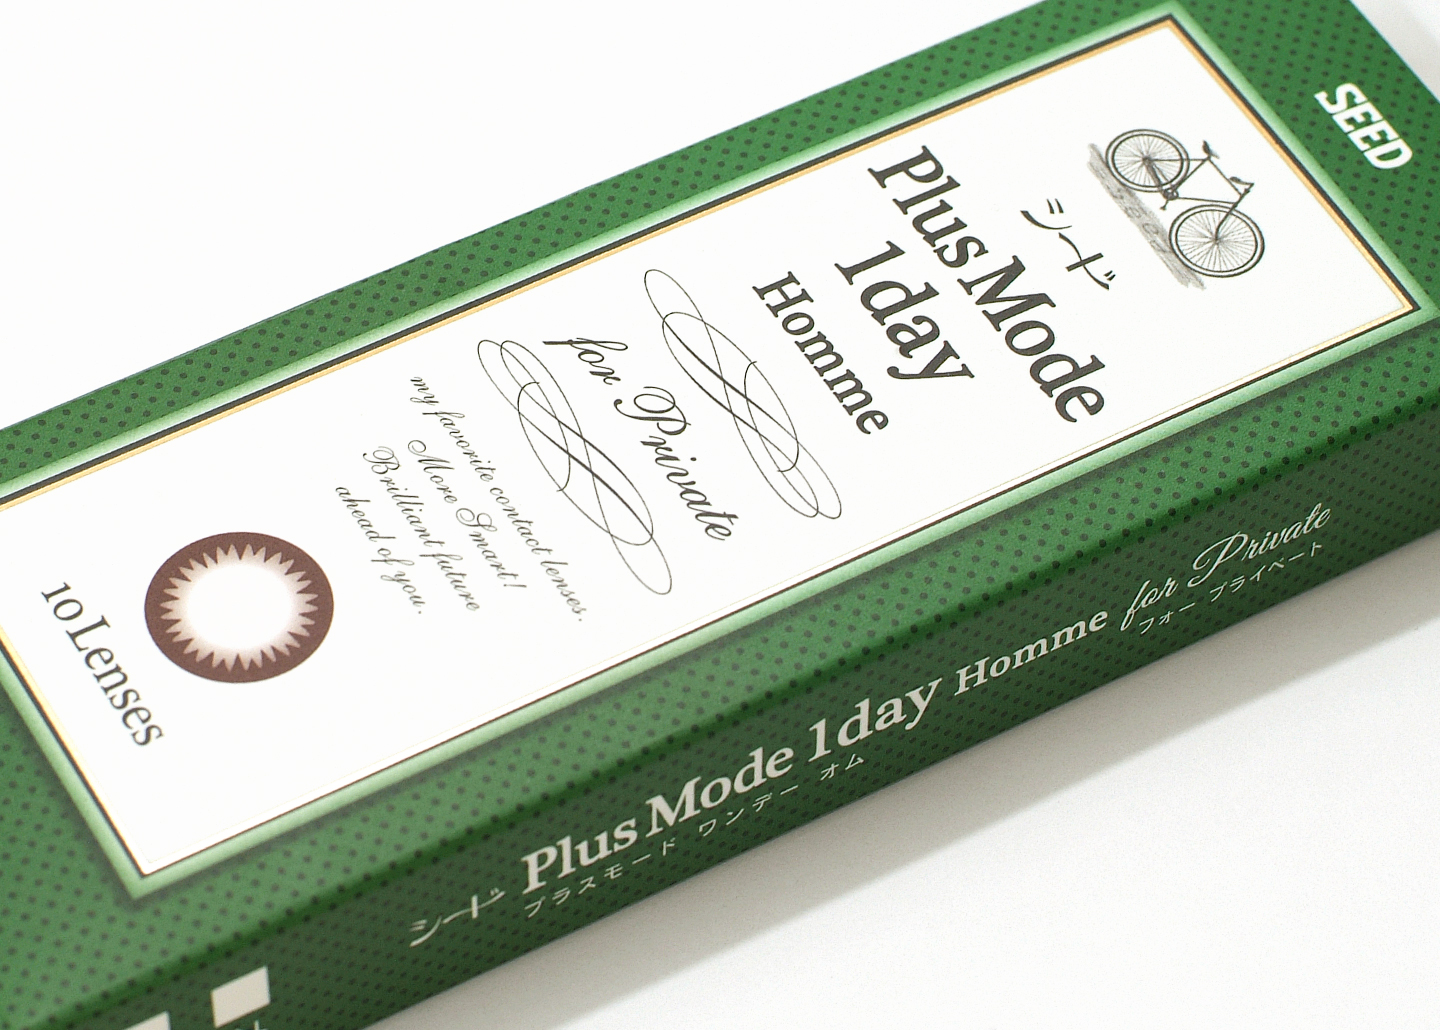 SEED
シード
Plus Mode
1day
Homme
for Private
my favorite contact lenses.
More Smart!
Brilliant future
ahead of you.
10 Lenses
シード Plus Mode 1day Homme for Private
プラスモード ワンデー オム フォー プライベート